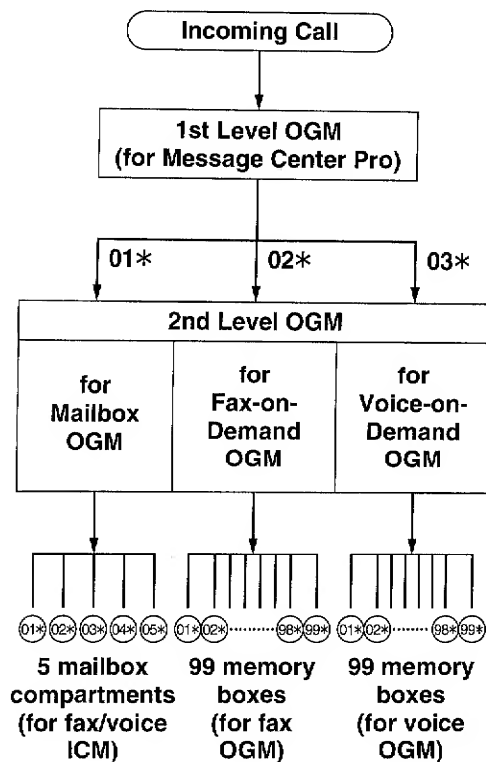 Incoming Call
1st Level OGM
(for Message Center Pro)
01* 02* 03*
2nd Level OGM
for
Mailbox
OGM
for
Fax-on-
Demand
OGM
for
Voice-on-
Demand
OGM
01* 02* 03* 04* 05*
01* 02* ········ 98* 99*
01* 02* ······ 98* 99*
5 mailbox
compartments
(for fax/voice
ICM)
99 memory
boxes
(for fax
OGM)
99 memory
boxes
(for voice
OGM)